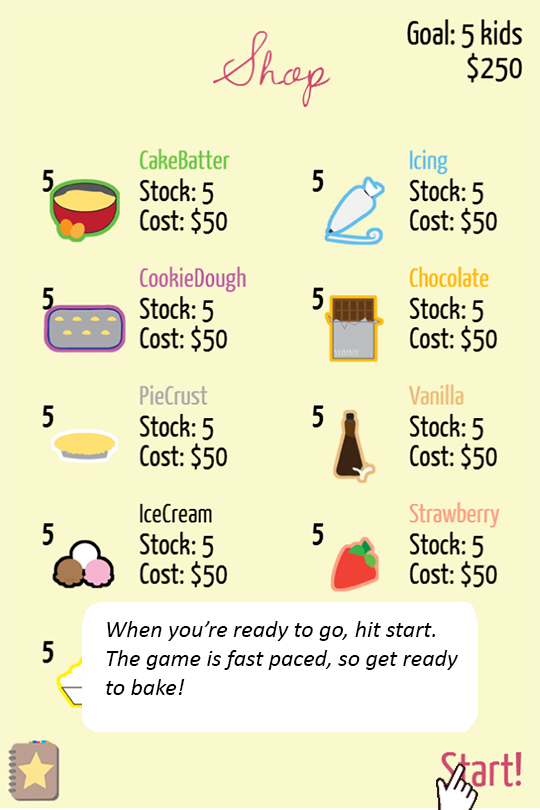 Goal: 5 kids
$250
Shop
CakeBatter
5
Stock: 5
Cost: $50
Icing
5
Stock: 5
Cost: $50
CookieDough
5
Stock: 5
Cost: $50
Chocolate
5
Stock: 5
Cost: $50
PieCrust
5
Stock: 5
Cost: $50
Vanilla
5
Stock: 5
Cost: $50
IceCream
5
Stock: 5
Cost: $50
Strawberry
5
Stock: 5
Cost: $50
5
When you're ready to go, hit start.
The game is fast paced, so get ready
to bake!
Start!